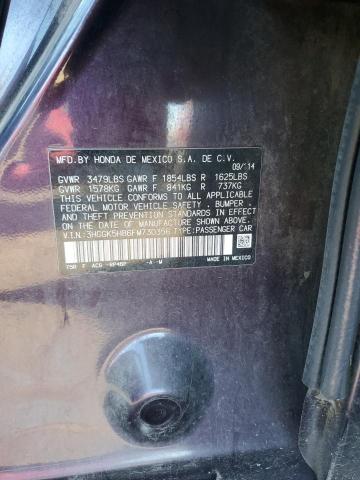 MFD.BY HONDA DE MEXICO S.A. DE C.V.
09/14
GVWR 3479LBS GAWR F 1854LBS R 1625LBS
GVWR 1578KG GAWR F 841KG R 737KG
THIS VEHICLE CONFORMS TO ALL APPLICABLE
FEDERAL MOTOR VEHICLE SAFETY,
BUMPER, AND THEFT PREVENTION STANDARDS
IN EFFECT ON THE DATE OF MANUFACTURE SHOWN ABOVE.
V.I.N.:3HGGK5H86FM730356 TYPE:PASSENGER CAR
MADE
IN MEXICO
F -A-M